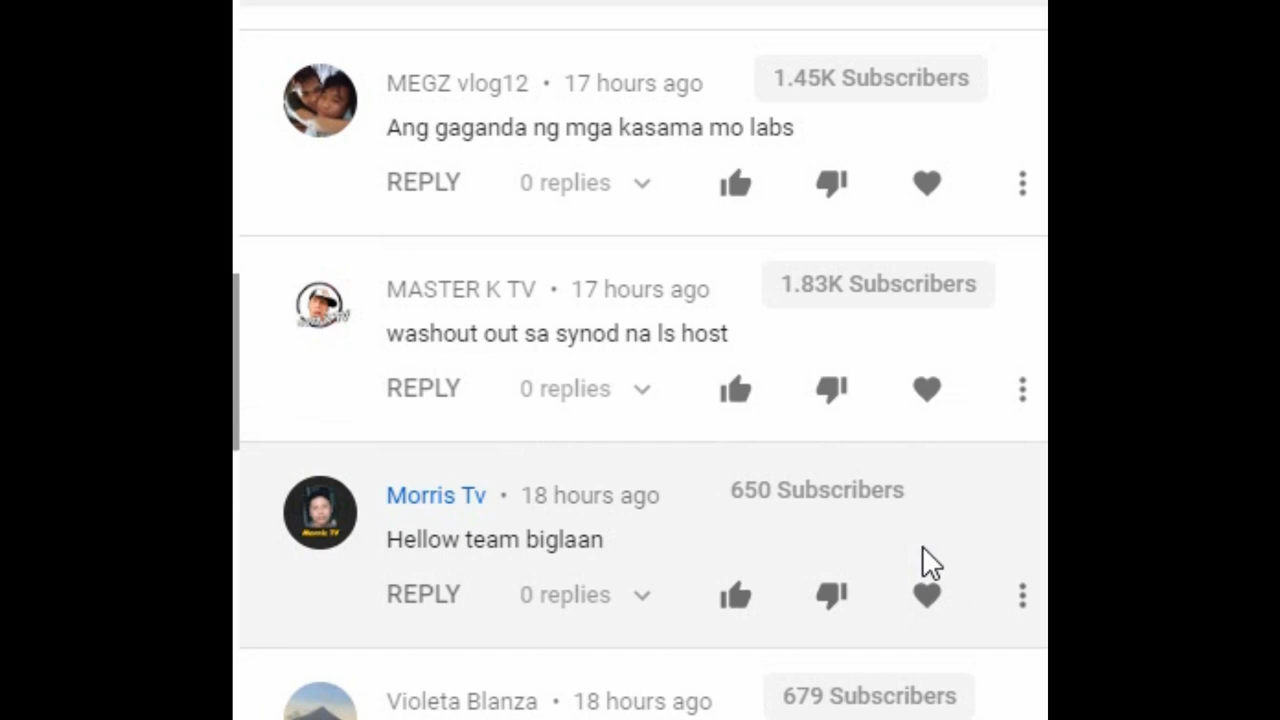 MEGZ vlog12 • 17 hours ago 1.45K Subscribers
Ang gaganda ng mga kasama mo labs
REPLY 0 replies
MASTER K TV • 17 hours ago 1.83K Subscribers
washout out sa synod na ls host
REPLY 0 replies
Morris Tv • 18 hours ago 650 Subscribers
Hellow team biglaan
Morris TV
REPLY 0 replies
Violeta Blanza • 18 hours ago 679 Subscribers